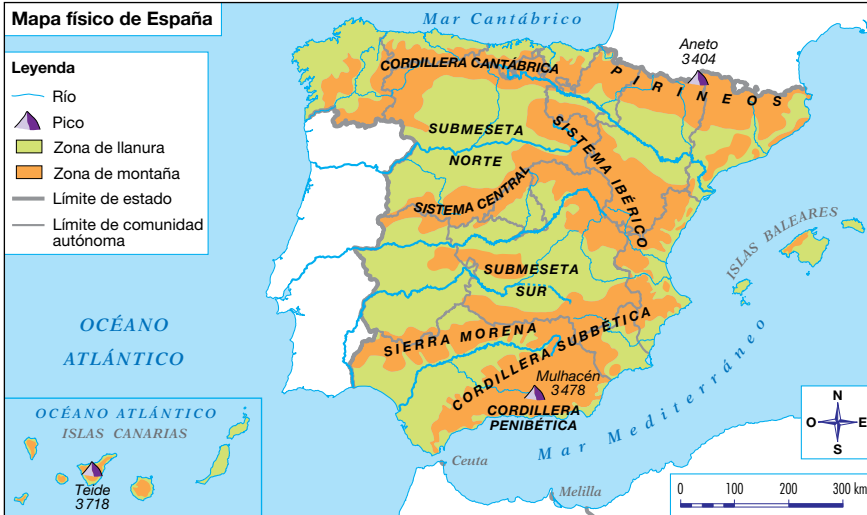 Mapa físico de España
Leyenda
Río
Pico
Zona de llanura
Zona de montaña
Límite de estado
Límite de comunidad
autónoma
Mar Cantábrico
Aneto
3404
CORDILLERA CANTÁBRICA
PIRINEOS
SUBMESETA
NORTE
SISTEMA IBÉRICO
SISTEMA CENTRAL
ISLAS BALEARES
SUBMESETA
SUR
OCÉANO
ATLÁNTICO
SIERRA MORENA
CORDILLERA SUBBÉTICA
Mulhacén
3478
CORDILLERA
PENIBÉTICA
Mar Mediterráneo
OCÉANO ATLÁNTICO
ISLAS CANARIAS
Teide
3718
Ceuta
Melilla
N
O
E
S
0 100 200 300 km